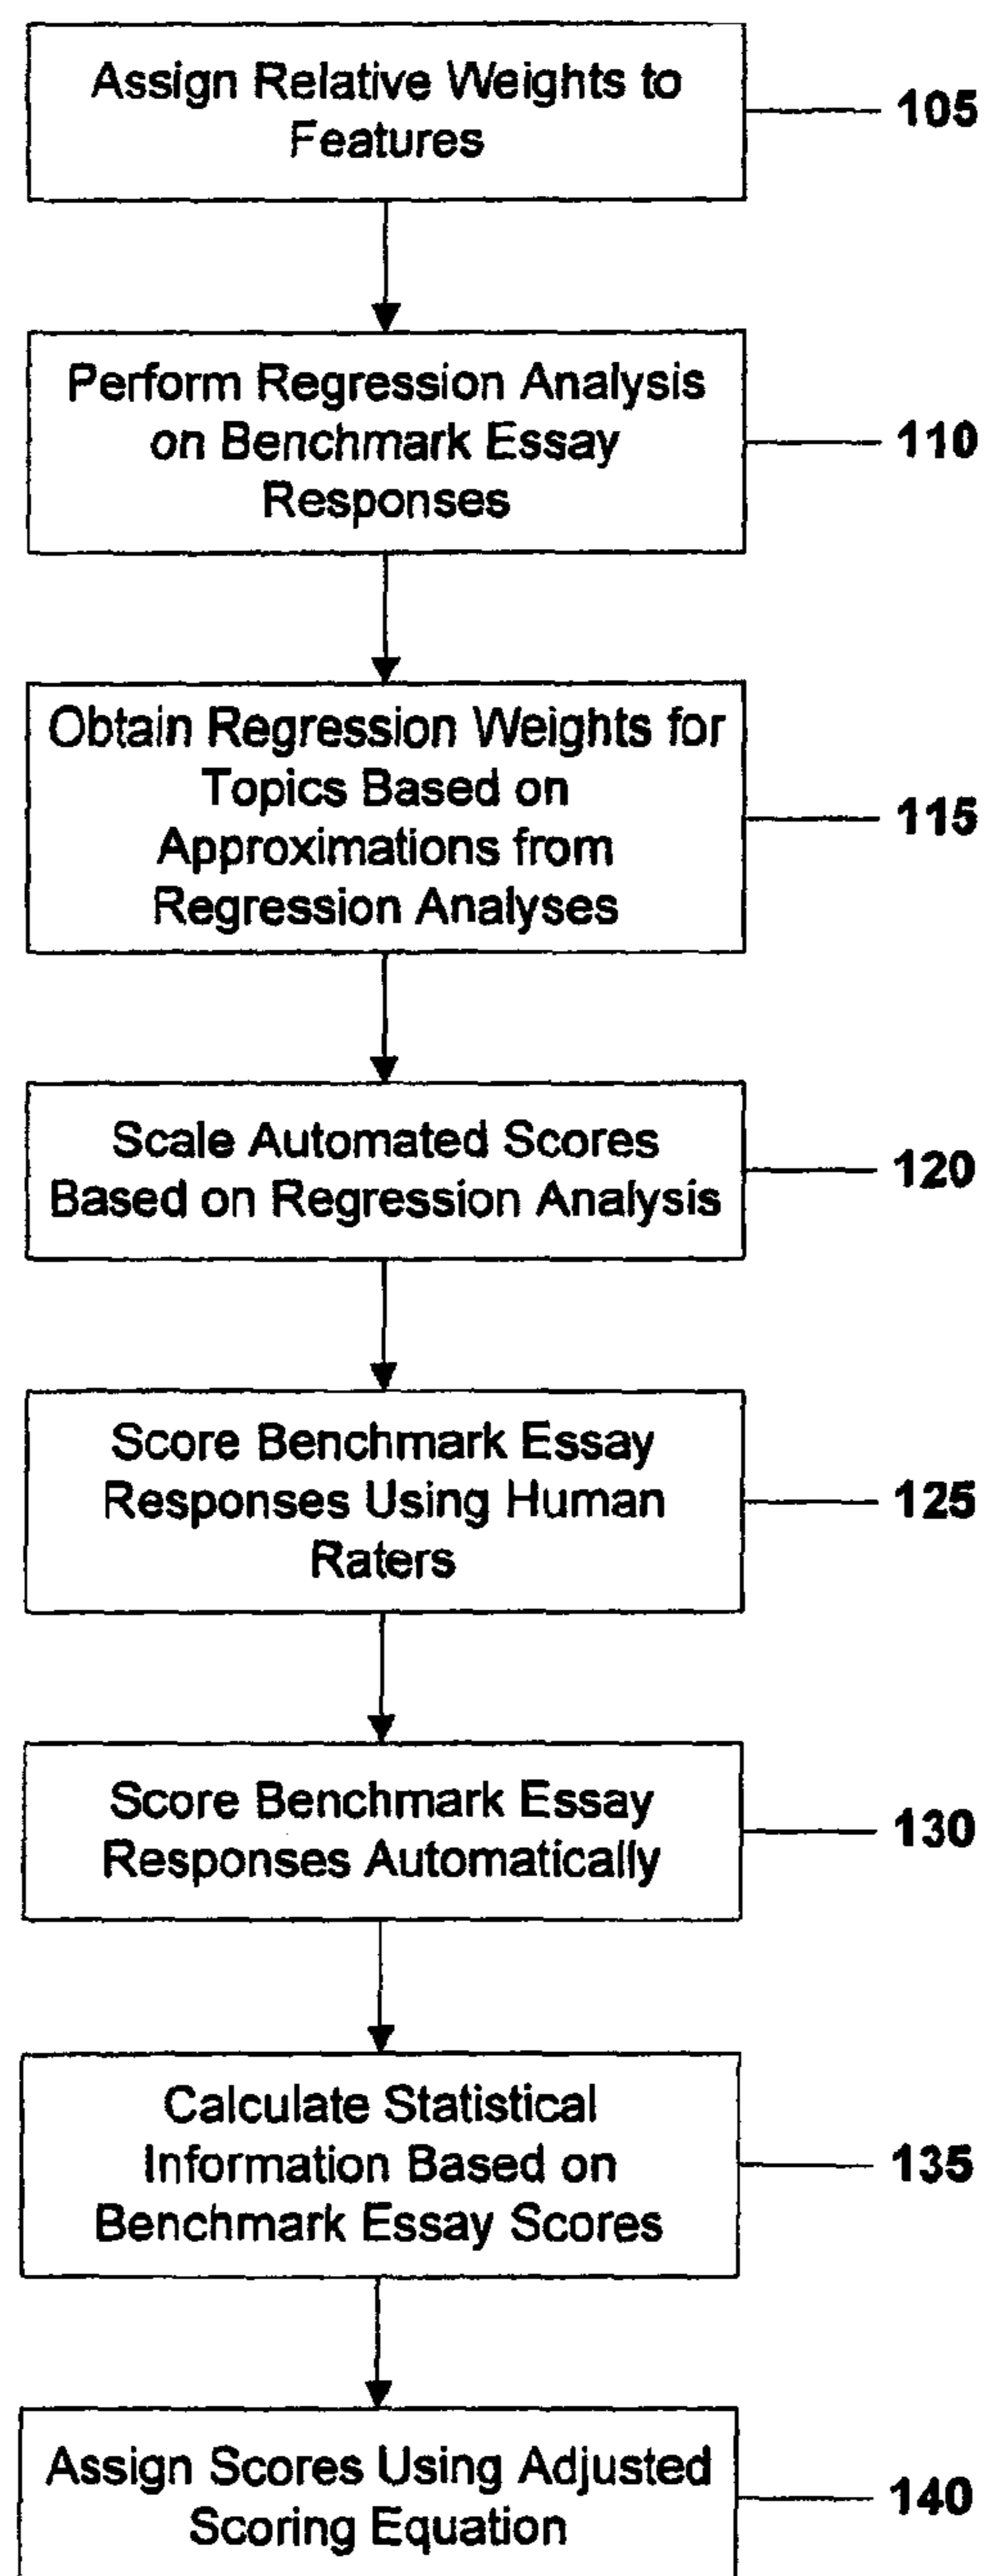 Assign Relative Weights to
Features
105
Perform Regression Analysis
on Benchmark Essay
Responses
110
Obtain Regression Weights for
Topics Based on
Approximations from
Regression Analyses
115
Scale Automated Scores
Based on Regression Analysis
120
Score Benchmark Essay
Responses Using Human
Raters
125
Score Benchmark Essay
Responses Automatically
130
Calculate Statistical
Information Based on
Benchmark Essay Scores
135
Assign Scores Using Adjusted
Scoring Equation
140